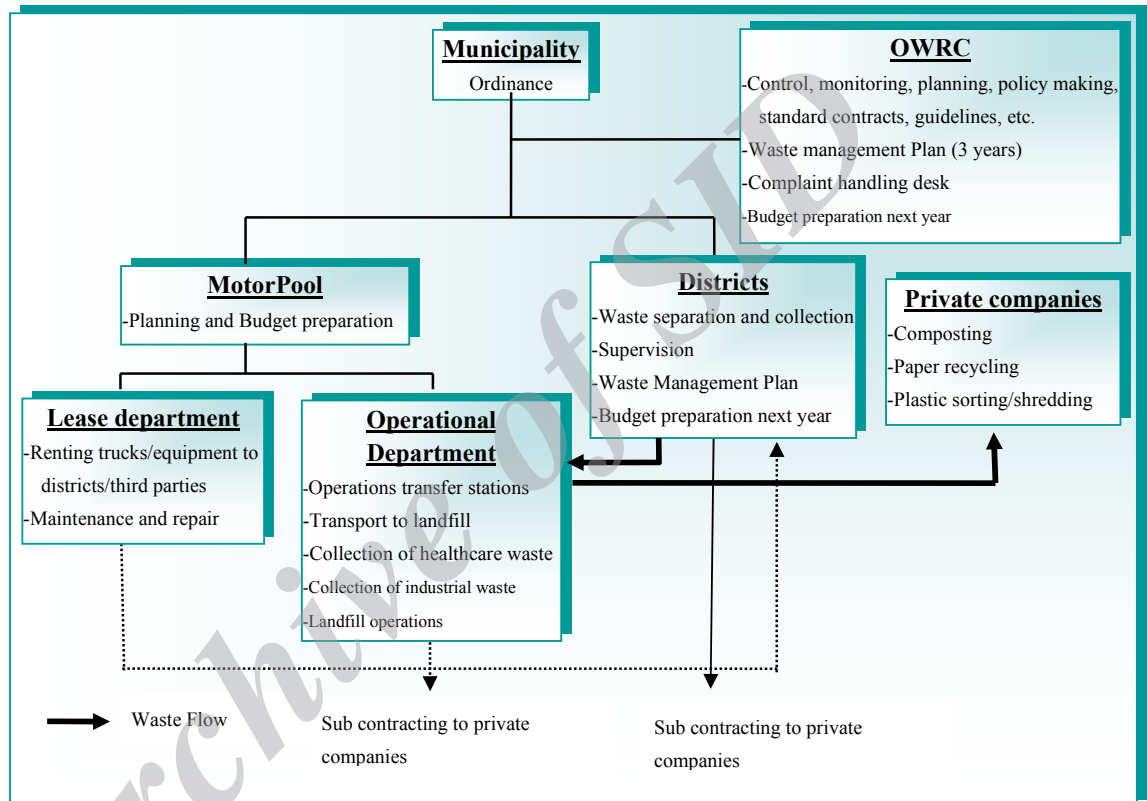 Municipality
Ordinance
OWRC
-Control, monitoring, planning, policy making,
standard contracts, guidelines, etc.
-Waste management Plan (3 years)
-Complaint handling desk
-Budget preparation next year
MotorPool
-Planning and Budget preparation
Districts
-Waste separation and collection
-Supervision
-Waste Management Plan
-Budget preparation next year
Private companies
-Composting
-Paper recycling
-Plastic sorting/shredding
Lease department
-Renting trucks/equipment to
districts/third parties
-Maintenance and repair
Operational
Department
-Operations transfer stations
-Transport to landfill
-Collection of healthcare waste
-Collection of industrial waste
-Landfill operations
Waste Flow
Sub contracting to private
companies
Sub contracting to private
companies
rchive of SID